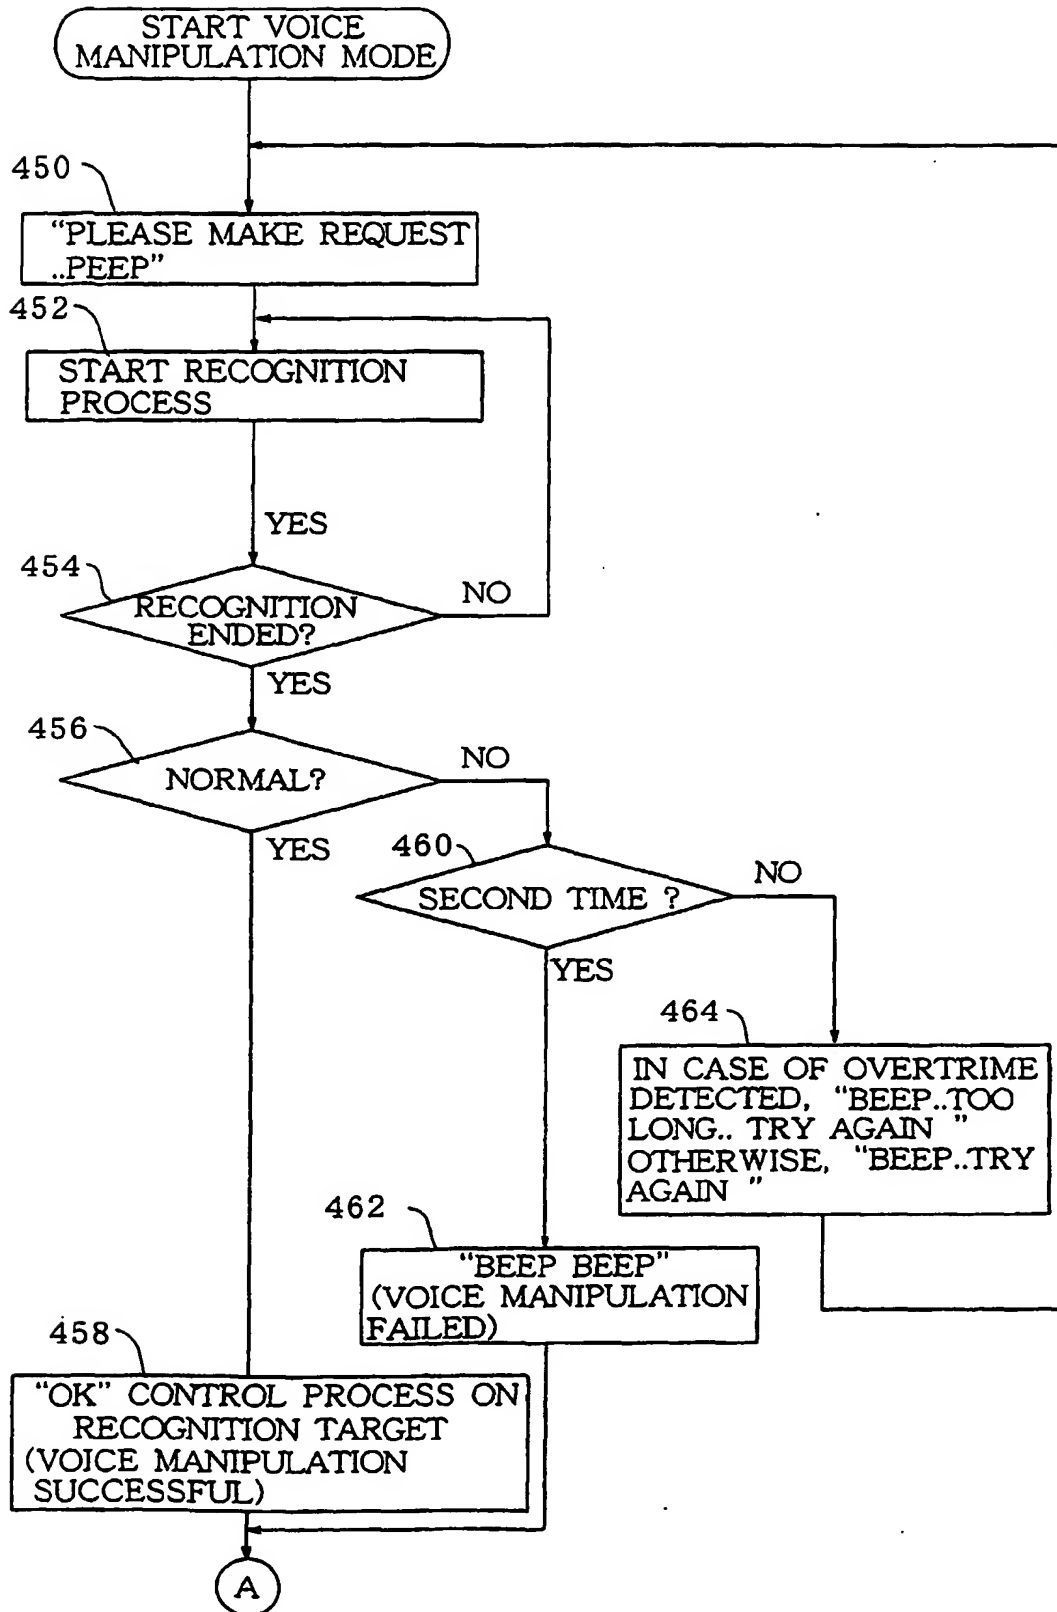 START VOICE
MANIPULATION MODE
450
"PLEASE MAKE REQUEST
..PEEP"
452
START RECOGNITION
PROCESS
YES
454
RECOGNITION
ENDED?
NO
YES
456
NORMAL?
NO
YES
460
SECOND TIME ?
NO
YES
464
IN CASE OF OVERTRIME
DETECTED, "BEEP..TOO
LONG.. TRY AGAIN "
OTHERWISE, "BEEP..TRY
AGAIN "
462
"BEEP BEEP"
(VOICE MANIPULATION
FAILED)
458
"OK" CONTROL PROCESS ON
RECOGNITION TARGET
(VOICE MANIPULATION
SUCCESSFUL)
A